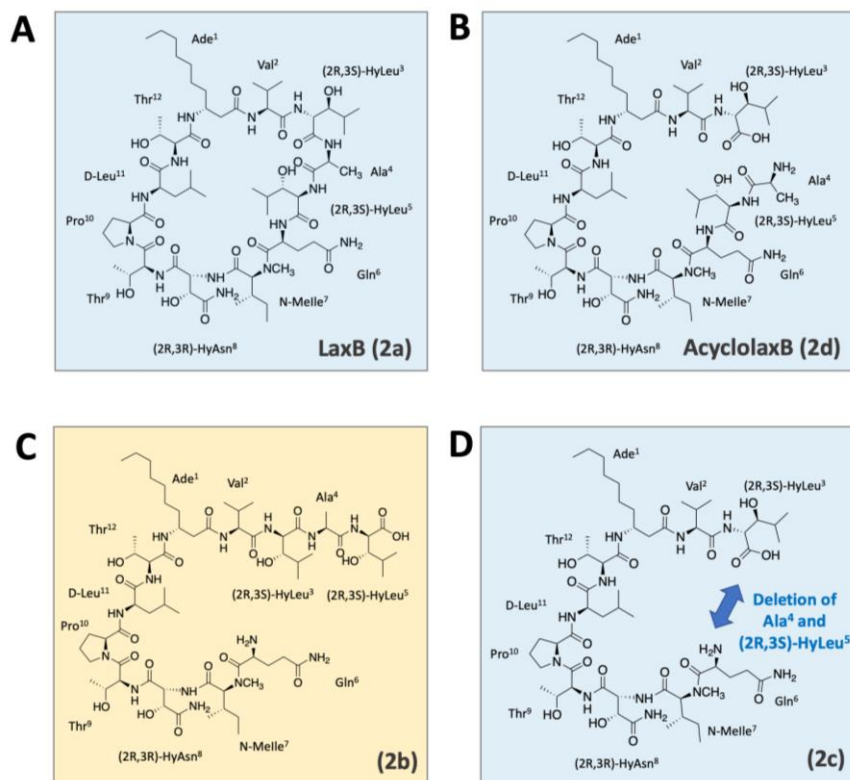 A
Ade¹
Val²
(2R,3S)-HyLeu³
Thr¹²
D-Leu¹¹
Ala⁴
(2R,3S)-HyLeu⁵
Pro¹⁰
Gln⁶
Thr⁹
N-MeIle⁷
(2R,3R)-HyAsn⁸
LaxB (2a)
B
Ade¹
Val²
(2R,3S)-HyLeu³
Thr¹²
D-Leu¹¹
Ala⁴
(2R,3S)-HyLeu⁵
Pro¹⁰
Gln⁶
Thr⁹
N-MeIle⁷
(2R,3R)-HyAsn⁸
AcyclolaxB (2d)
C
Ade¹
Val²
Ala⁴
Thr¹²
(2R,3S)-HyLeu³
(2R,3S)-HyLeu⁵
D-Leu¹¹
Pro¹⁰
Gln⁶
Thr⁹
N-MeIle⁷
(2R,3R)-HyAsn⁸
(2b)
D
Ade¹
Val²
(2R,3S)-HyLeu³
Thr¹²
D-Leu¹¹
Deletion of
Ala⁴ and
(2R,3S)-HyLeu⁵
Pro¹⁰
Gln⁶
Thr⁹
N-MeIle⁷
(2R,3R)-HyAsn⁸
(2c)